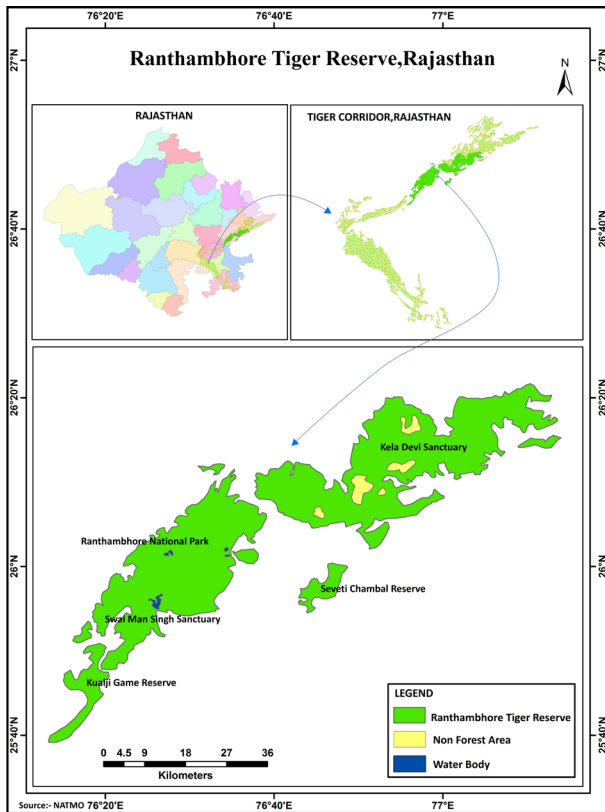 76°20'E 76°40'E 77°E
Ranthambhore Tiger Reserve,Rajasthan
N
27°N
27°N
RAJASTHAN
TIGER CORRIDOR,RAJASTHAN
26°40'N
26°40'N
26°20'N
26°20'N
Kela Devi Sanctuary
Ranthambhore National Park
26°N
26°N
Seveti Chambal Reserve
Swai Man Singh Sanctuary
Kualji Game Reserve
LEGEND
Ranthambhore Tiger Reserve
Non Forest Area
Water Body
25°40'N
25°40'N
0 4.5 9 18 27 36
Kilometers
Source:- NATMO
76°20'E 76°40'E 77°E